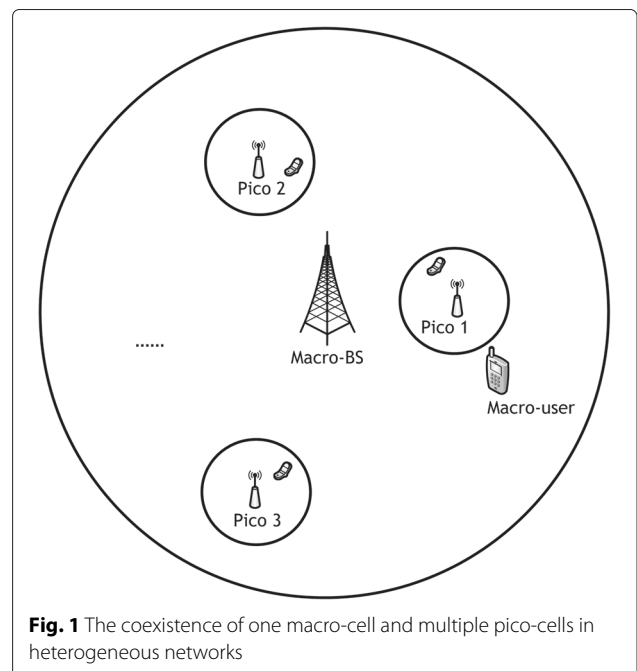 Pico 2
Pico 1
Macro-BS
......
Macro-user
Pico 3
Fig. 1 The coexistence of one macro-cell and multiple pico-cells in
heterogeneous networks